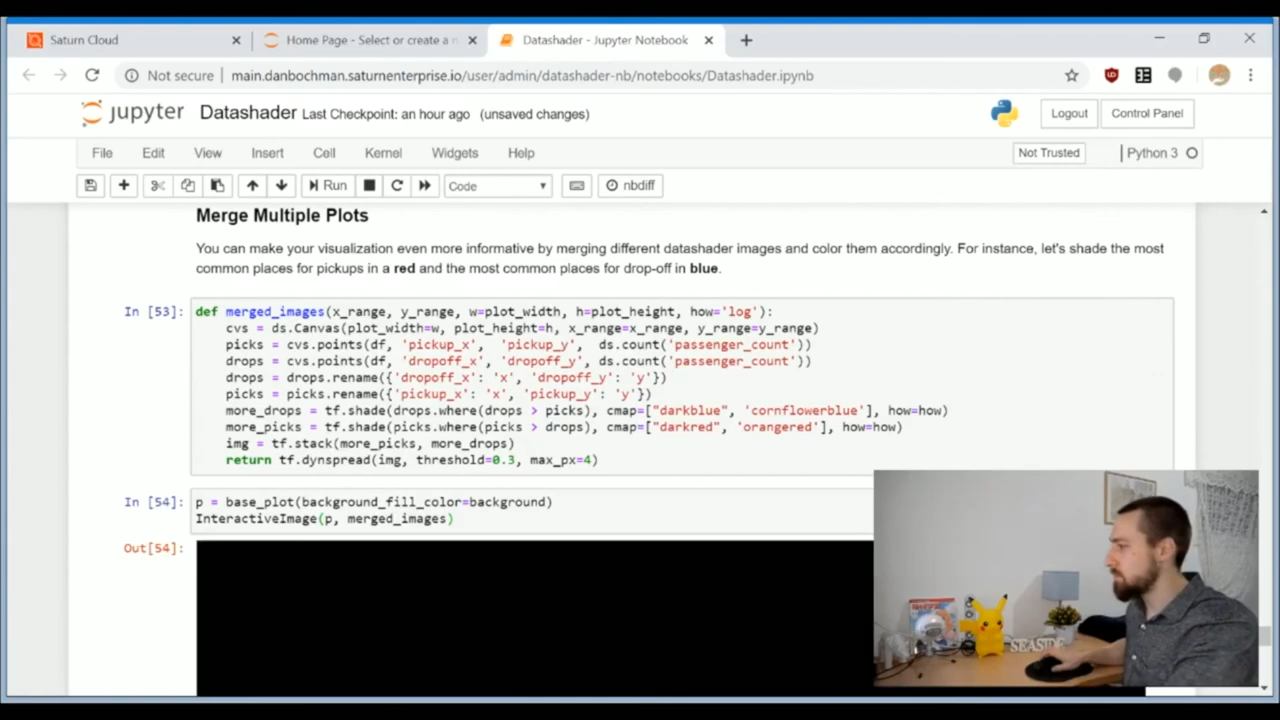 Saturn Cloud
Home Page - Select or create a n
Datashader - Jupyter Notebook
Not secure | main.danbochman.saturnenterprise.io/user/admin/datashader-nb/notebooks/Datashader.ipynb
jupyter Datashader Last Checkpoint: an hour ago (unsaved changes)
Logout Control Panel
File Edit View Insert Cell Kernel Widgets Help Not Trusted Python 3
Run Code nbdiff
Merge Multiple Plots
You can make your visualization even more informative by merging different datashader images and color them accordingly. For instance, let's shade the most
common places for pickups in a red and the most common places for drop-off in blue.
In [53]: def merged_images(x_range, y_range, w=plot_width, h=plot_height, how='log'):
cvs = ds.Canvas(plot_width=w, plot_height=h, x_range=x_range, y_range=y_range)
picks = cvs.points(df, 'pickup_x', 'pickup_y', ds.count('passenger_count'))
drops = cvs.points(df, 'dropoff_x', 'dropoff_y', ds.count('passenger_count'))
drops = drops.rename({'dropoff_x': 'x', 'dropoff_y': 'y'})
picks = picks.rename({'pickup_x': 'x', 'pickup_y': 'y'})
more_drops = tf.shade(drops.where(drops > picks), cmap=["darkblue", 'cornflowerblue'], how=how)
more_picks = tf.shade(picks.where(picks > drops), cmap=["darkred", 'orangered'], how=how)
img = tf.stack(more_picks, more_drops)
return tf.dynspread(img, threshold=0.3, max_px=4)
In [54]: p = base_plot(background_fill_color=background)
InteractiveImage(p, merged_images)
Out[54]:
SEASIDE